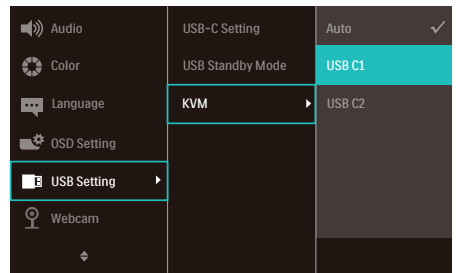 Audio
Color
Language
OSD Setting
USB Setting
Webcam
USB-C Setting
USB Standby Mode
KVM
Auto
USB C1
USB C2